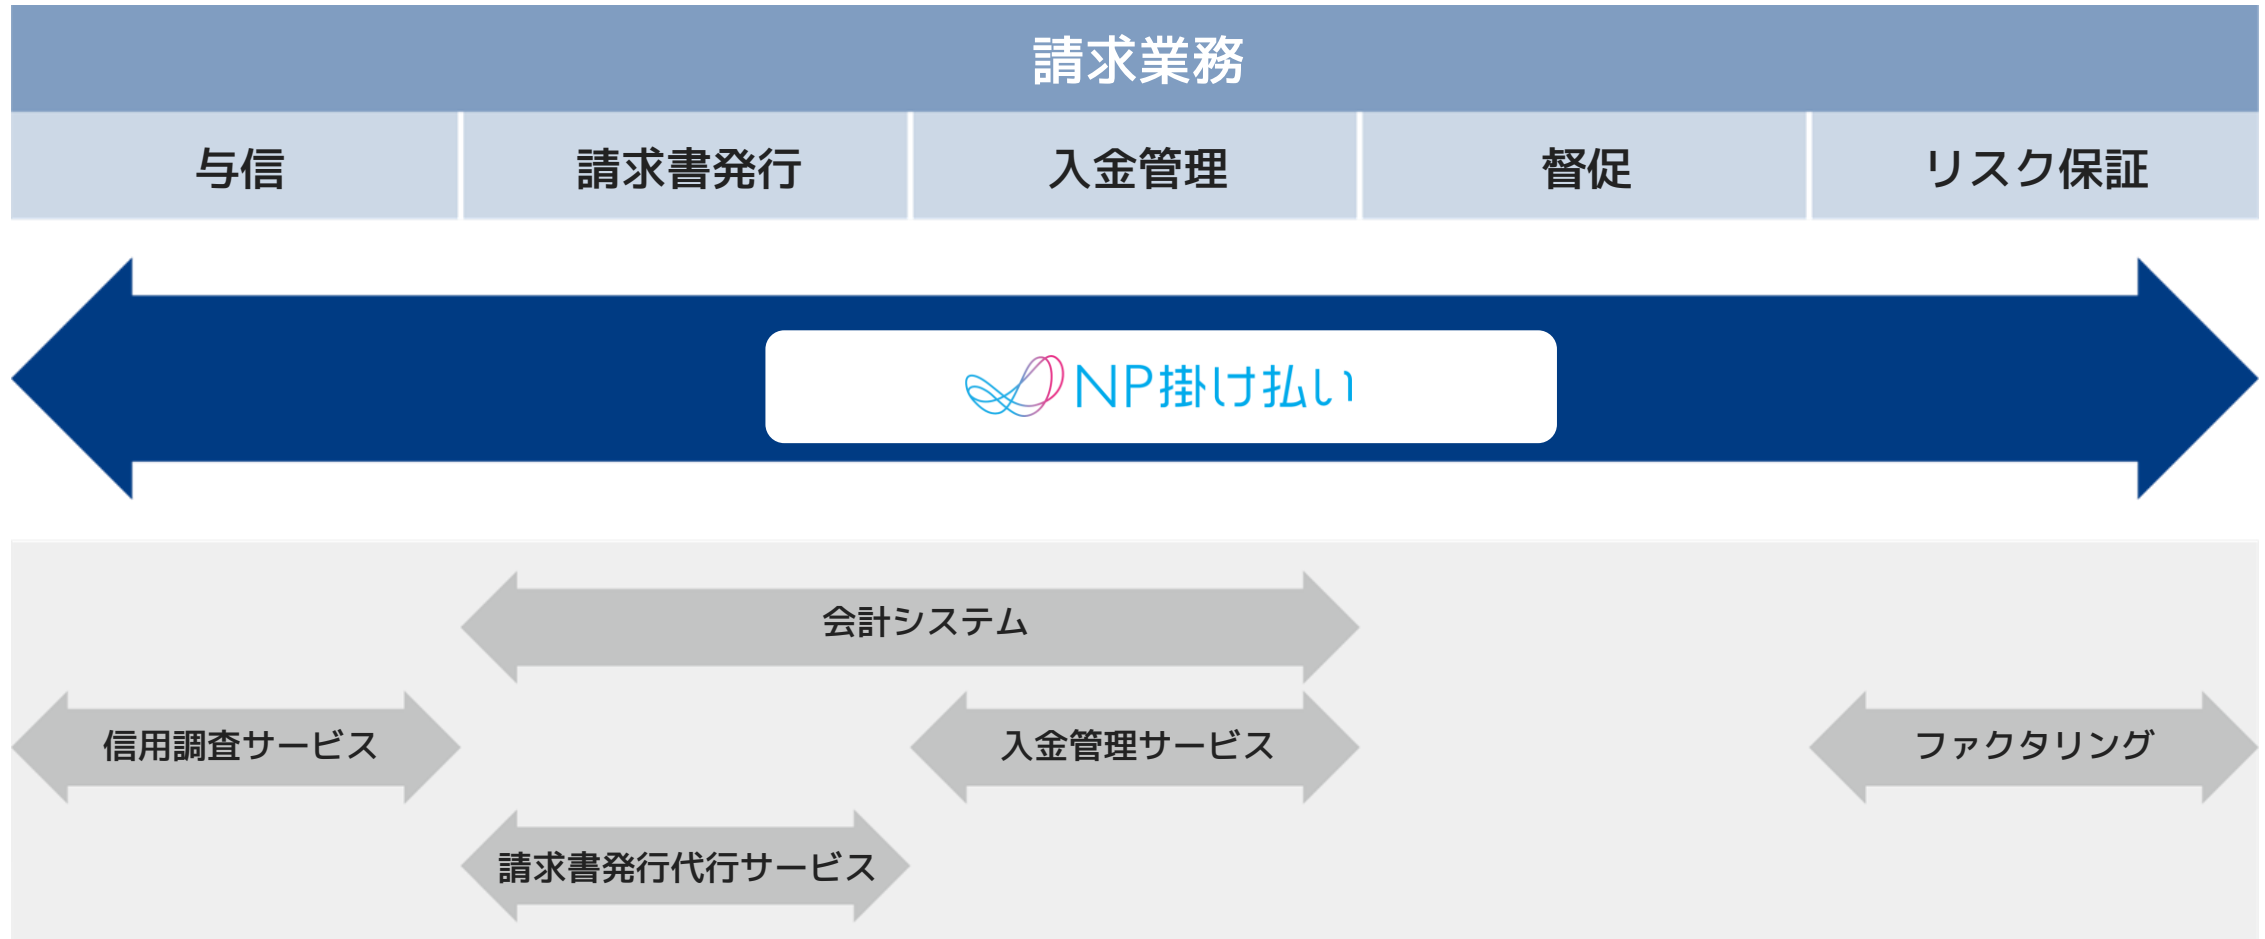 請求業務
与信
請求書発行
入金管理
督促
リスク保証
NP掛け払い
会計システム
信用調査サービス
入金管理サービス
ファクタリング
請求書発行代行サービス